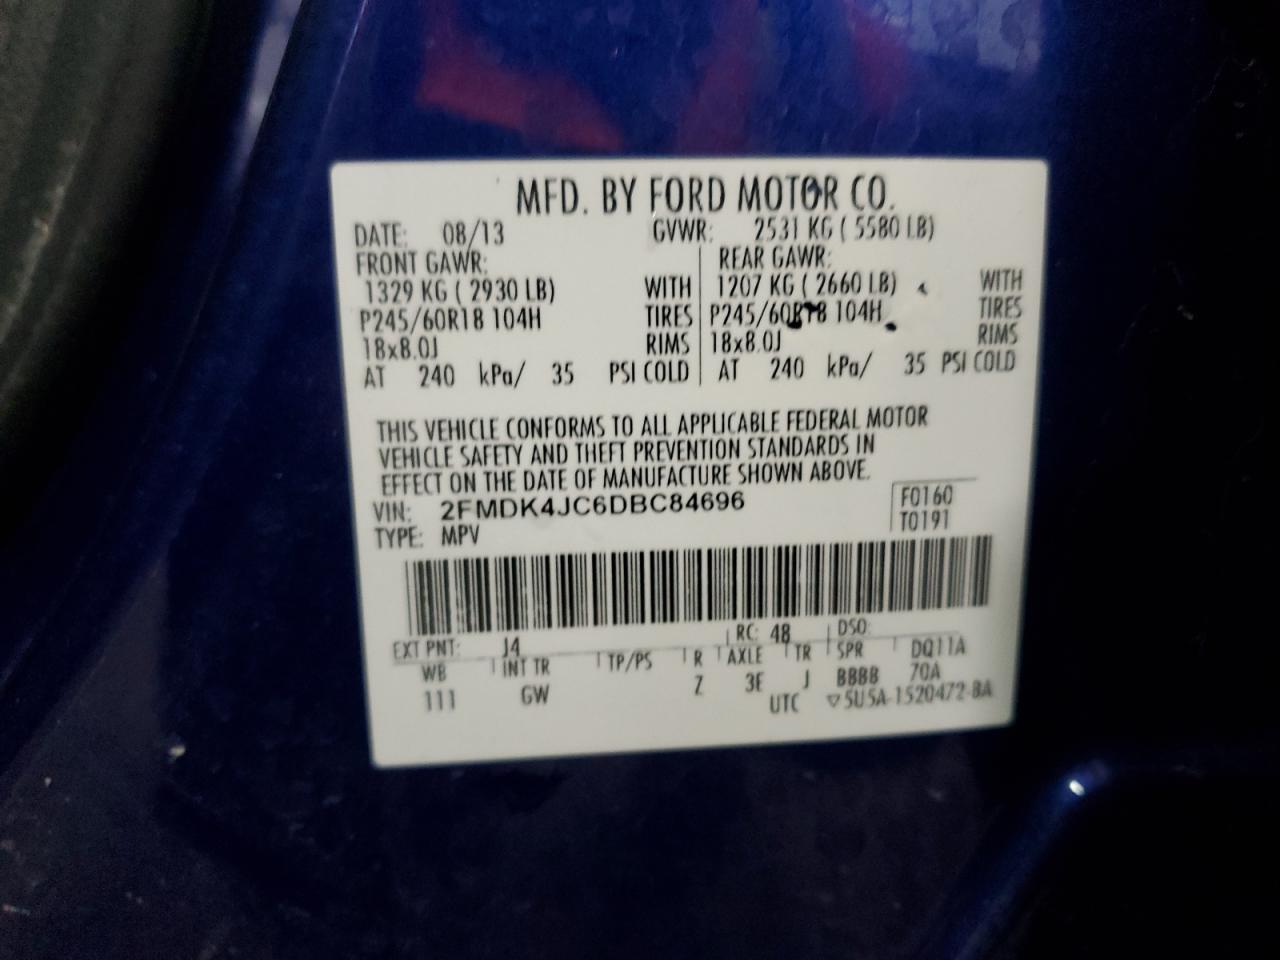 MFD. BY FORD MOTOR CO.
DATE: 08/13 GVWR: 2531 KG ( 5580 LB)
FRONT GAWR: REAR GAWR:
1329 KG ( 2930 LB) WITH 1207 KG ( 2660 LB) WITH
P245/60R18 104H TIRES P245/60R18 104H TIRES
18x8.0J RIMS 18x8.0J RIMS
AT 240 kPa/ 35 PSI COLD AT 240 kPa/ 35 PSI COLD
THIS VEHICLE CONFORMS TO ALL APPLICABLE FEDERAL MOTOR
VEHICLE SAFETY AND THEFT PREVENTION STANDARDS IN
EFFECT ON THE DATE OF MANUFACTURE SHOWN ABOVE.
VIN: 2FMDK4JC6DBC84696 F0160
TYPE: MPV T0191
EXT PNT: J4 RC: 48 DSO:
WB INT TR TP/PS R AXLE TR SPR DQ11A
111 GW Z 3E J BBBB 70A
UTC ▽5U5A-1520472-BA